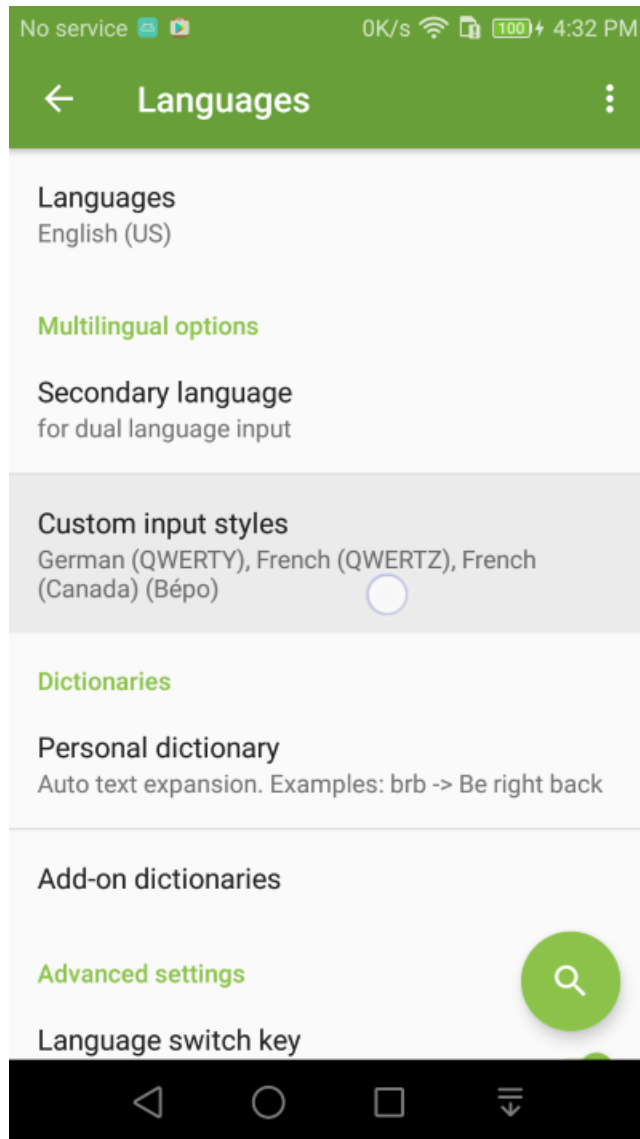 No service 0K/s 100 4:32 PM
Languages
Languages
English (US)
Multilingual options
Secondary language
for dual language input
Custom input styles
German (QWERTY), French (QWERTZ), French
(Canada) (Bépo)
Dictionaries
Personal dictionary
Auto text expansion. Examples: brb -> Be right back
Add-on dictionaries
Advanced settings
Language switch key